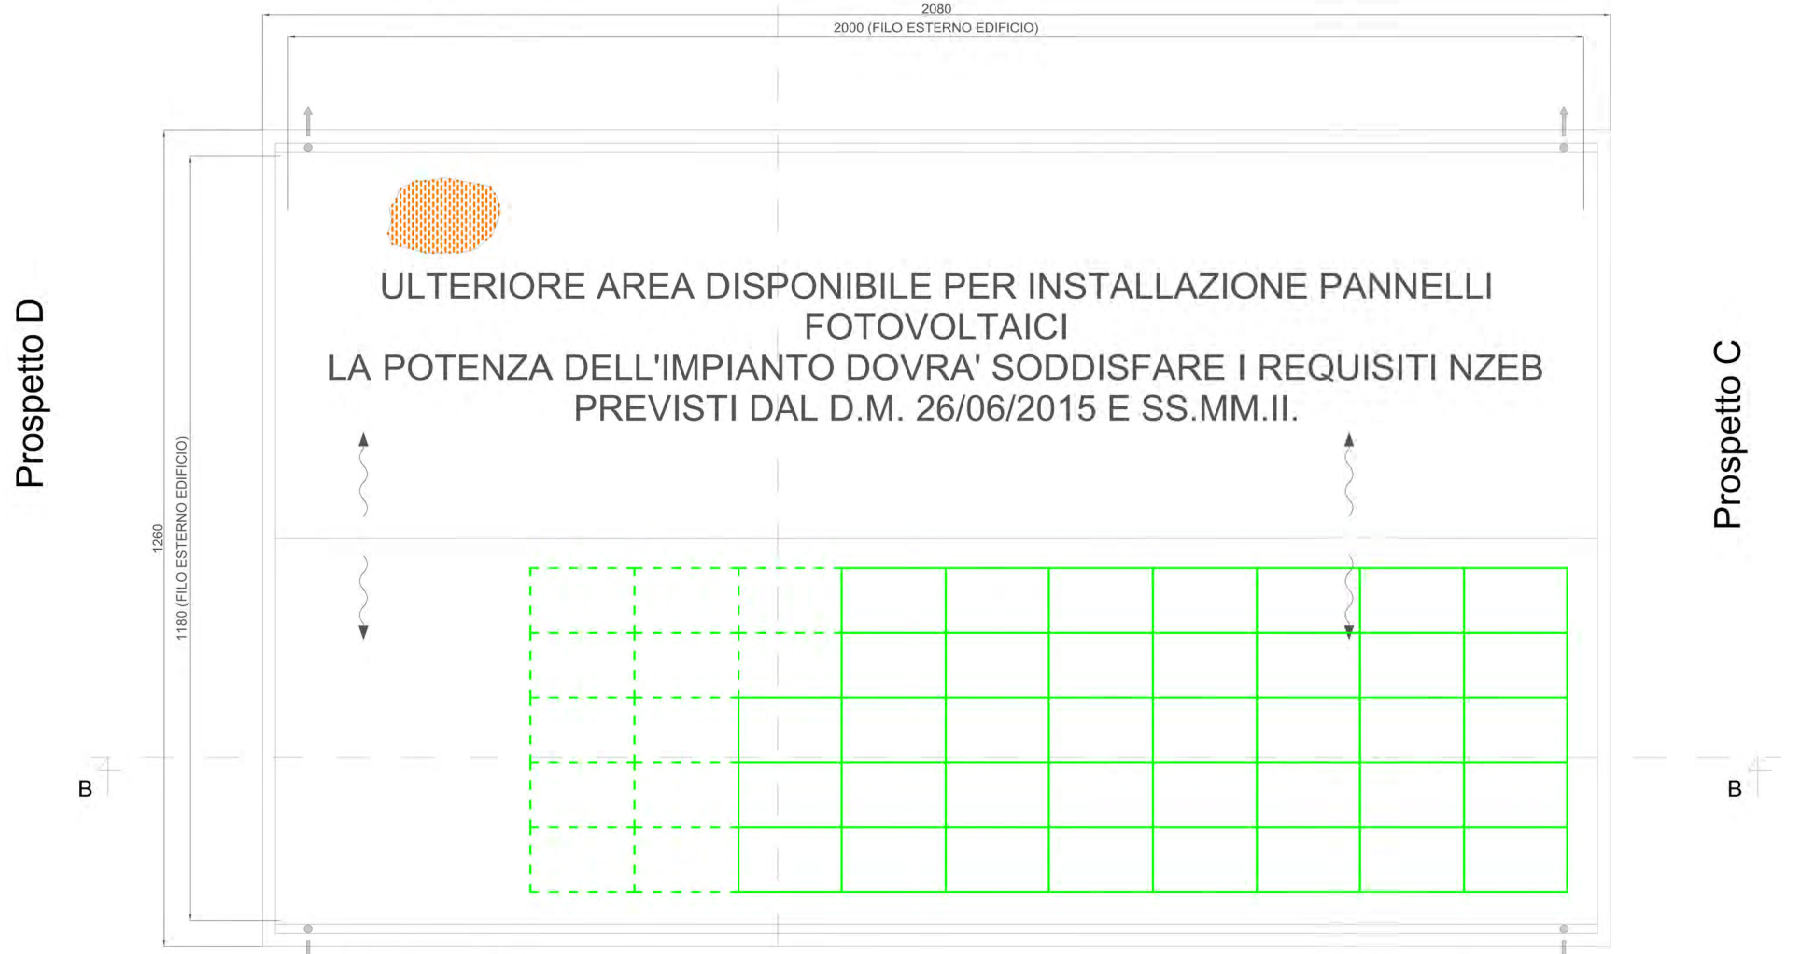 2080
2000 (FILO ESTERNO EDIFICIO)
ULTERIORE AREA DISPONIBILE PER INSTALLAZIONE PANNELLI
FOTOVOLTAICI
LA POTENZA DELL'IMPIANTO DOVRA' SODDISFARE I REQUISITI NZEB
PREVISTI DAL D.M. 26/06/2015 E SS.MM.II.
Prospetto D
1260
1180 (FILO ESTERNO EDIFICIO)
Prospetto C
B
B